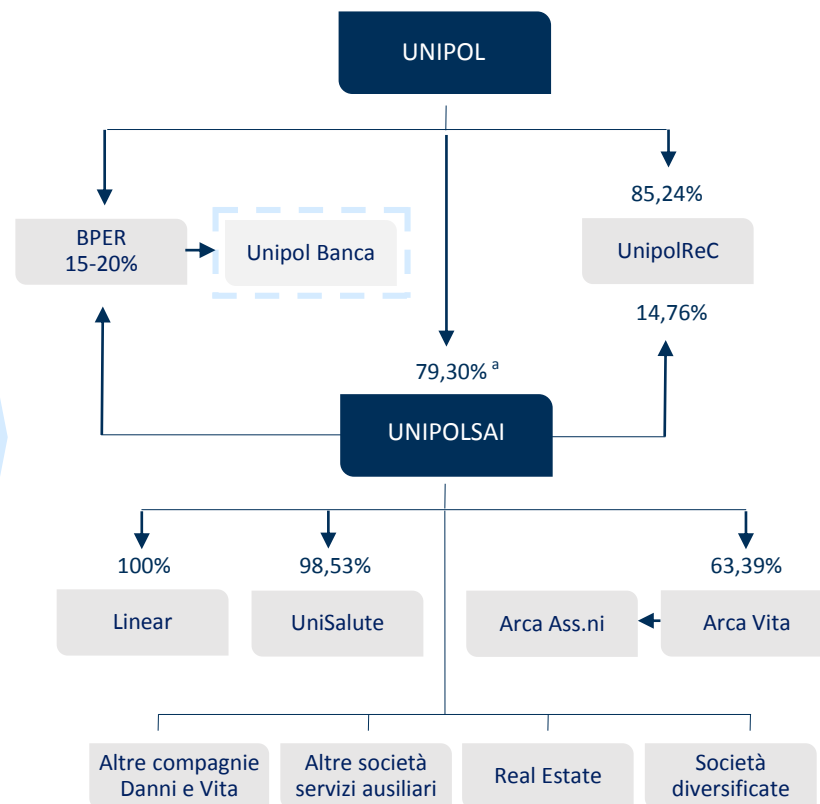 UNIPOL
85,24%
BPER
15-20%
Unipol Banca
UnipolReC
14,76%
79,30% a
UNIPOLSAI
100%
98,53%
63,39%
Linear
UniSalute
Arca Ass.ni
Arca Vita
Altre compagnie
Danni e Vita
Altre società
servizi ausiliari
Real Estate
Società
diversificate